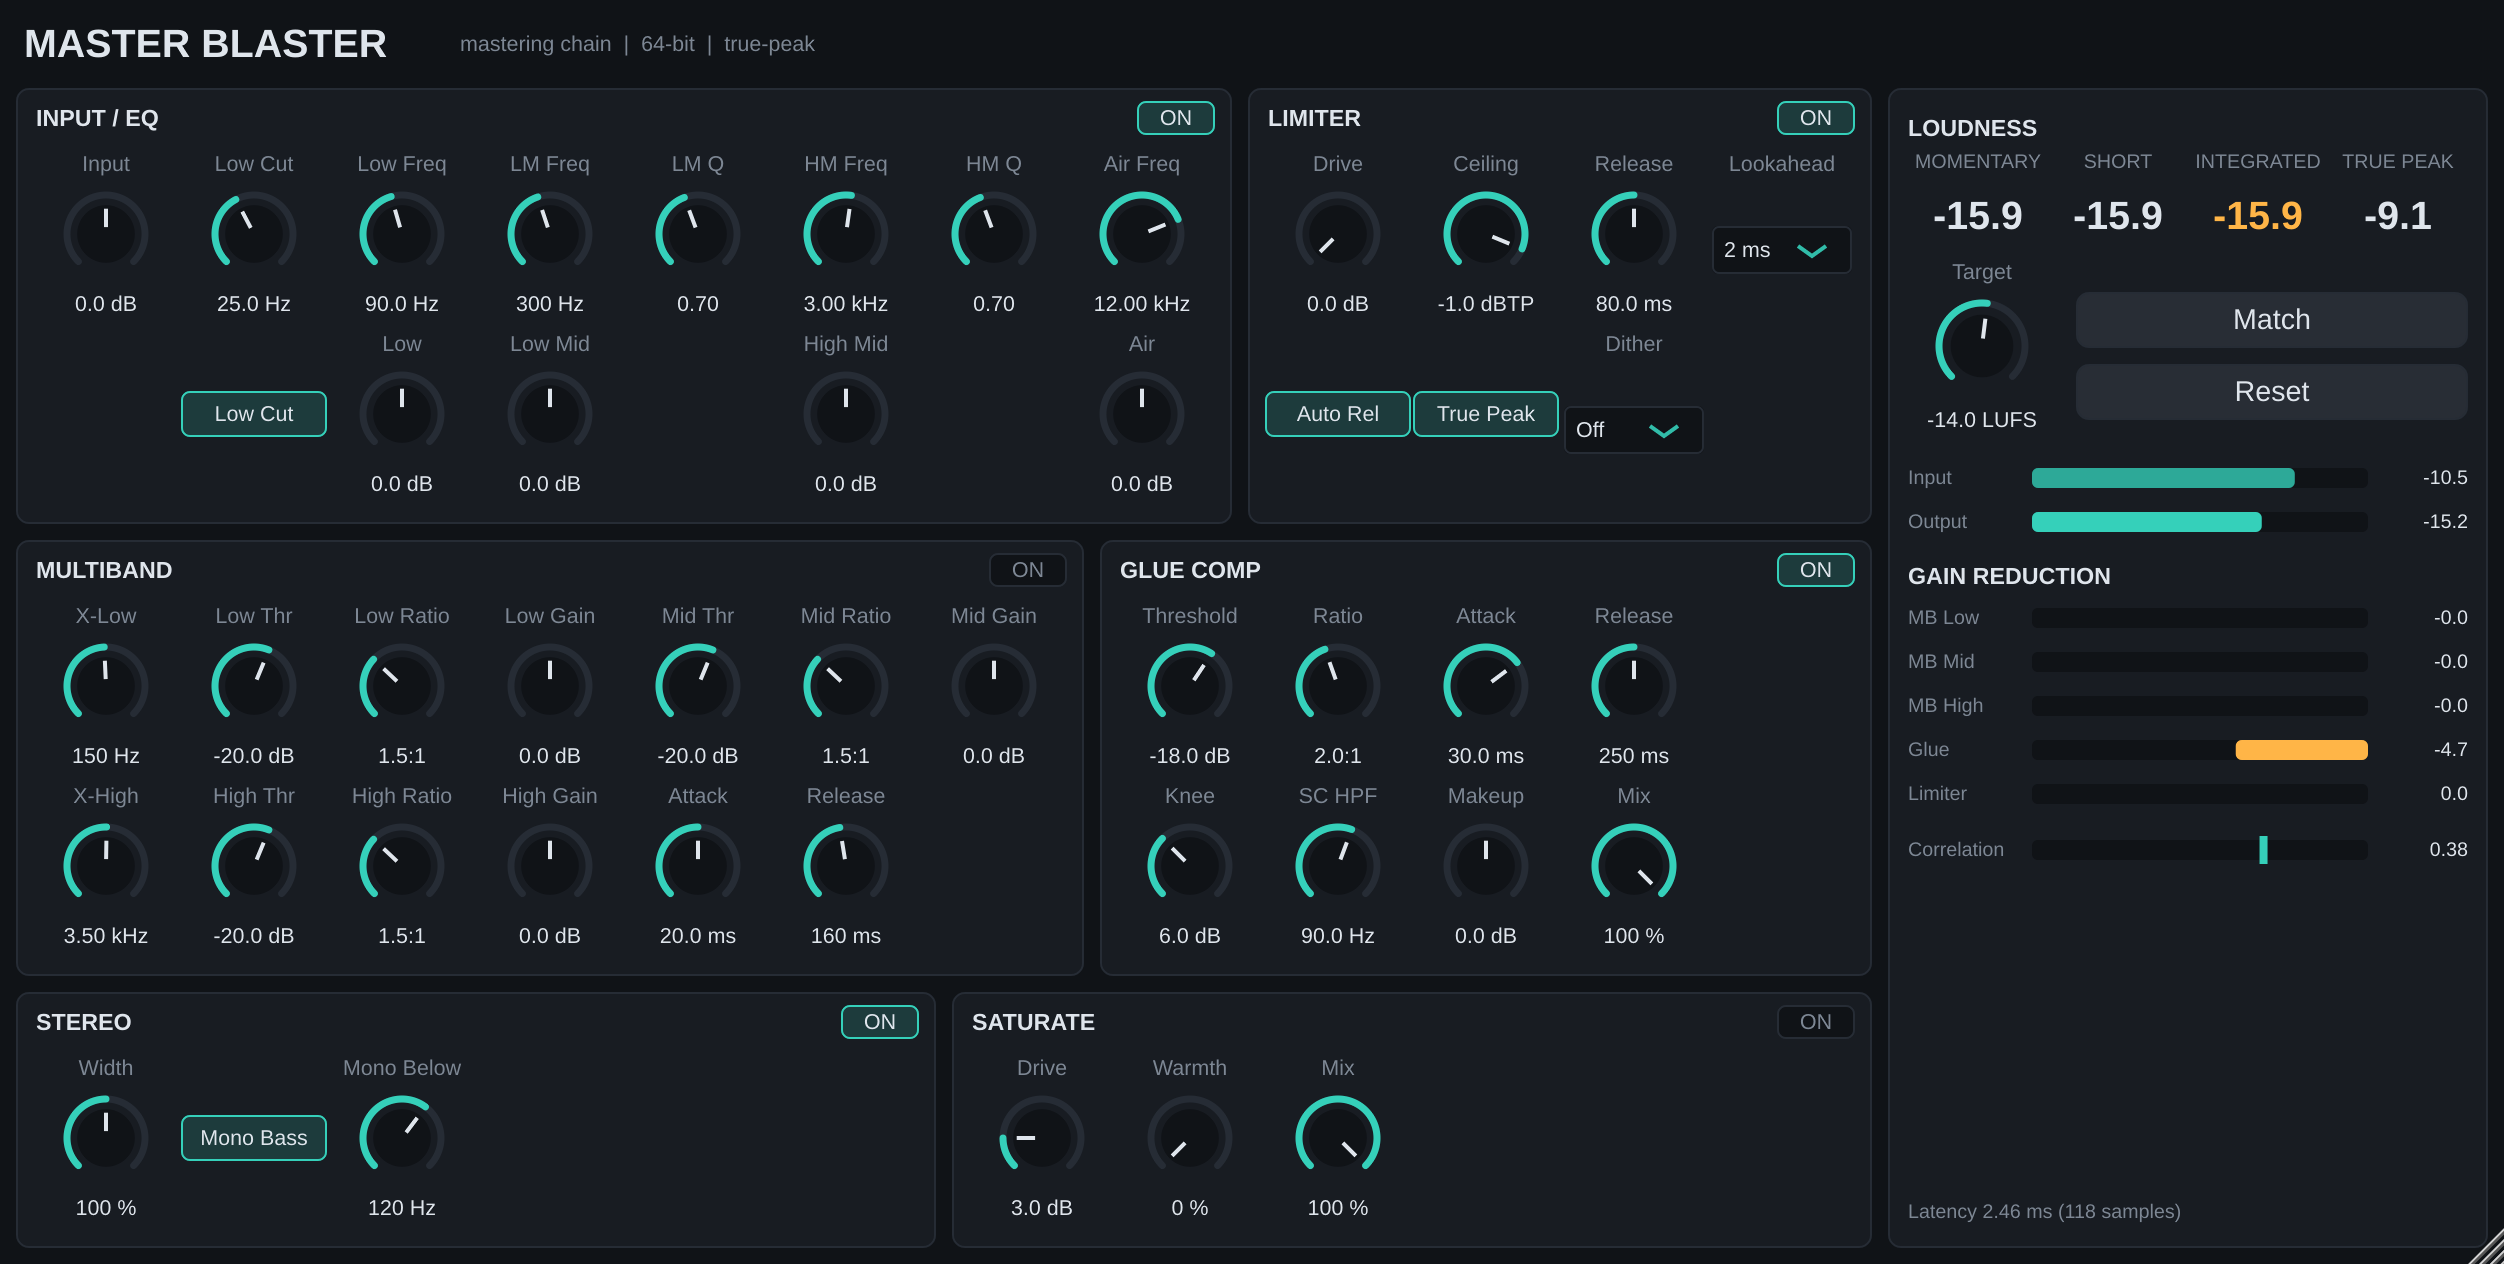 MASTER BLASTER
mastering chain | 64-bit | true-peak
INPUT / EQ
ON
Input Low Cut Low Freq LM Freq LM Q HM Freq HM Q Air Freq
0.0 dB 25.0 Hz 90.0 Hz 300 Hz 0.70 3.00 kHz 0.70 12.00 kHz
Low Low Mid High Mid Air
Low Cut
0.0 dB 0.0 dB 0.0 dB 0.0 dB
LIMITER
ON
Drive Ceiling Release Lookahead
2 ms
0.0 dB -1.0 dBTP 80.0 ms
Dither
Auto Rel True Peak Off
LOUDNESS
MOMENTARY SHORT INTEGRATED TRUE PEAK
-15.9 -15.9 -15.9 -9.1
Target
Match
Reset
-14.0 LUFS
Input -10.5
Output -15.2
GAIN REDUCTION
MB Low -0.0
MB Mid -0.0
MB High -0.0
Glue -4.7
Limiter 0.0
Correlation 0.38
Latency 2.46 ms (118 samples)
MULTIBAND
ON
X-Low Low Thr Low Ratio Low Gain Mid Thr Mid Ratio Mid Gain
150 Hz -20.0 dB 1.5:1 0.0 dB -20.0 dB 1.5:1 0.0 dB
X-High High Thr High Ratio High Gain Attack Release
3.50 kHz -20.0 dB 1.5:1 0.0 dB 20.0 ms 160 ms
GLUE COMP
ON
Threshold Ratio Attack Release
-18.0 dB 2.0:1 30.0 ms 250 ms
Knee SC HPF Makeup Mix
6.0 dB 90.0 Hz 0.0 dB 100 %
STEREO
ON
Width Mono Below
Mono Bass
100 % 120 Hz
SATURATE
ON
Drive Warmth Mix
3.0 dB 0 % 100 %